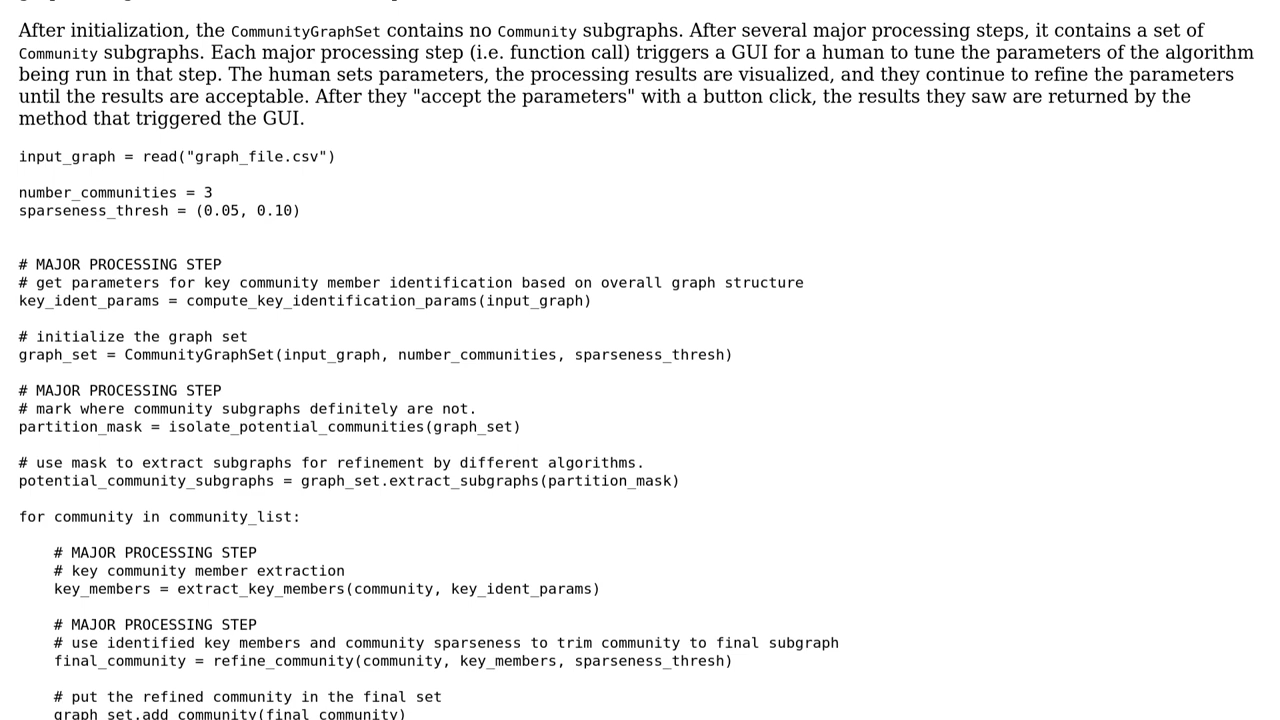 After initialization, the CommunityGraphSet contains no Community subgraphs. After several major processing steps, it contains a set of
Community subgraphs. Each major processing step (i.e. function call) triggers a GUI for a human to tune the parameters of the algorithm
being run in that step. The human sets parameters, the processing results are visualized, and they continue to refine the parameters
until the results are acceptable. After they "accept the parameters" with a button click, the results they saw are returned by the
method that triggered the GUI.
input_graph = read("graph_file.csv")
number_communities = 3
sparseness_thresh = (0.05, 0.10)
# MAJOR PROCESSING STEP
# get parameters for key community member identification based on overall graph structure
key_ident_params = compute_key_identification_params(input_graph)
# initialize the graph set
graph_set = CommunityGraphSet(input_graph, number_communities, sparseness_thresh)
# MAJOR PROCESSING STEP
# mark where community subgraphs definitely are not.
partition_mask = isolate_potential_communities(graph_set)
# use mask to extract subgraphs for refinement by different algorithms.
potential_community_subgraphs = graph_set.extract_subgraphs(partition_mask)
for community in community_list:
    # MAJOR PROCESSING STEP
    # key community member extraction
    key_members = extract_key_members(community, key_ident_params)
    # MAJOR PROCESSING STEP
    # use identified key members and community sparseness to trim community to final subgraph
    final_community = refine_community(community, key_members, sparseness_thresh)
    # put the refined community in the final set
    graph_set.add_community(final_community)